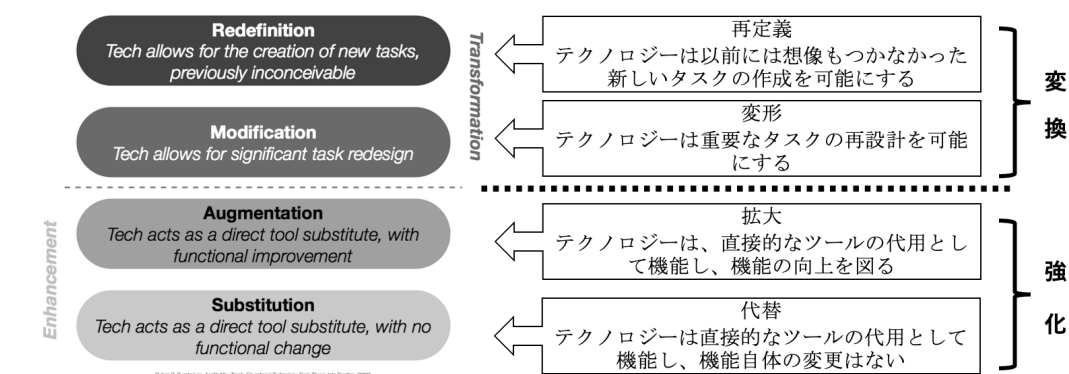 Redefinition
Tech allows for the creation of new tasks,
previously inconceivable
Modification
Tech allows for significant task redesign
Transformation
Augmentation
Tech acts as a direct tool substitute, with
functional improvement
Substitution
Tech acts as a direct tool substitute, with no
functional change
Enhancement
再定義
テクノロジーは以前には想像もつかなかった
新しいタスクの作成を可能にする
変形
テクノロジーは重要なタスクの再設計を可能
にする
変換
拡大
テクノロジーは、直接的なツールの代用とし
て機能し、機能の向上を図る
代替
テクノロジーは直接的なツールの代用として
機能し、機能自体の変更はない
強化